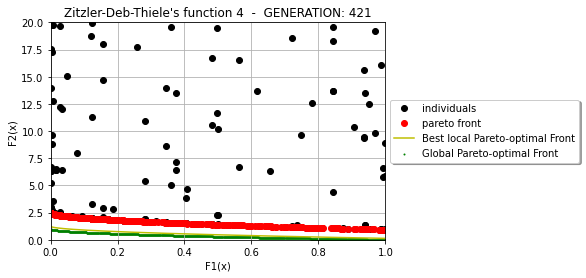 Zitzler-Deb-Thiele's function 4 - GENERATION: 421
20.0
17.5
15.0
12.5
10.0
7.5
5.0
2.5
0.0
F2(x)
0.0 0.2 0.4 0.6 0.8 1.0
F1(x)
individuals
pareto front
Best local Pareto-optimal Front
Global Pareto-optimal Front